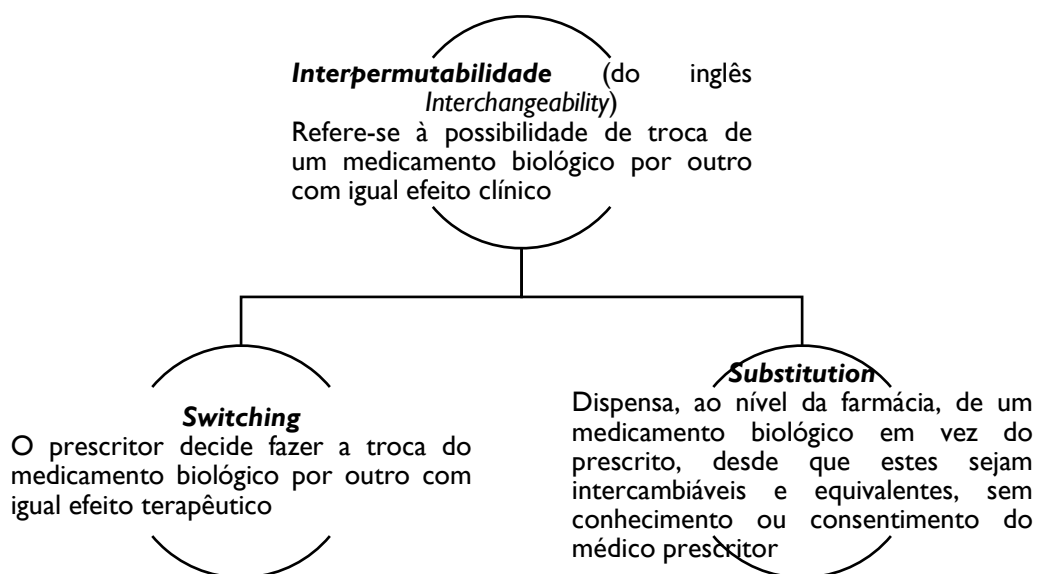 Interpermutabilidade (do inglês
Interchangeability)
Refere-se à possibilidade de troca de
um medicamento biológico por outro
com igual efeito clínico
Switching
O prescritor decide fazer a troca do
medicamento biológico por outro com
igual efeito terapêutico
Substitution
Dispensa, ao nível da farmácia, de um
medicamento biológico em vez do
prescrito, desde que estes sejam
intercambiáveis e equivalentes, sem
conhecimento ou consentimento do
médico prescritor